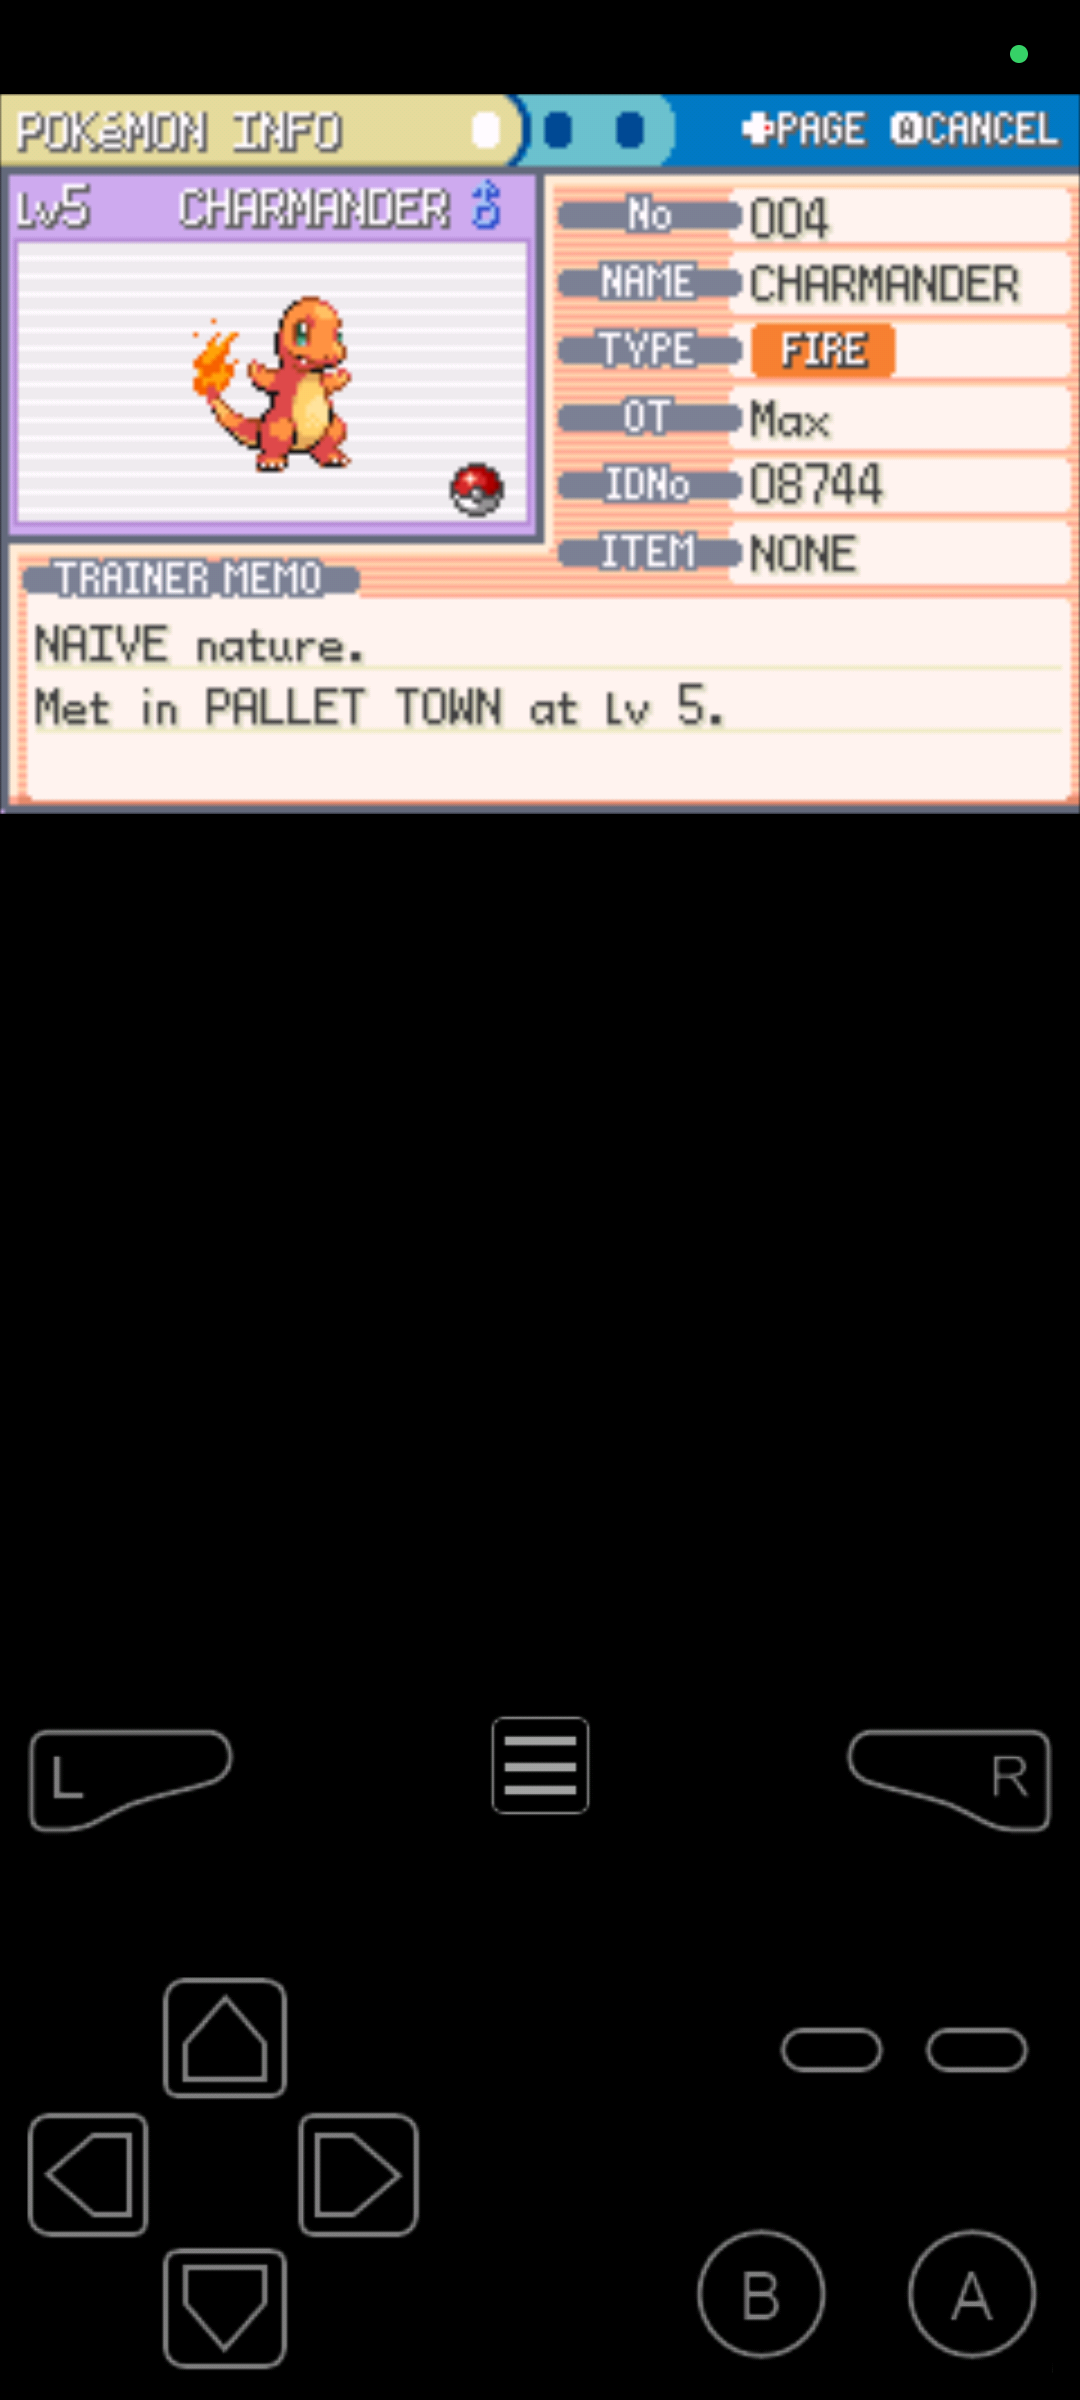 POKéMON INFO
PAGE ACANCEL
Lv5 CHARMANDER ♂
No 004
NAME CHARMANDER
TYPE FIRE
OT Max
IDNo 08744
ITEM NONE
TRAINER MEMO
NAIVE nature.
Met in PALLET TOWN at Lv 5.
L
R
B
A